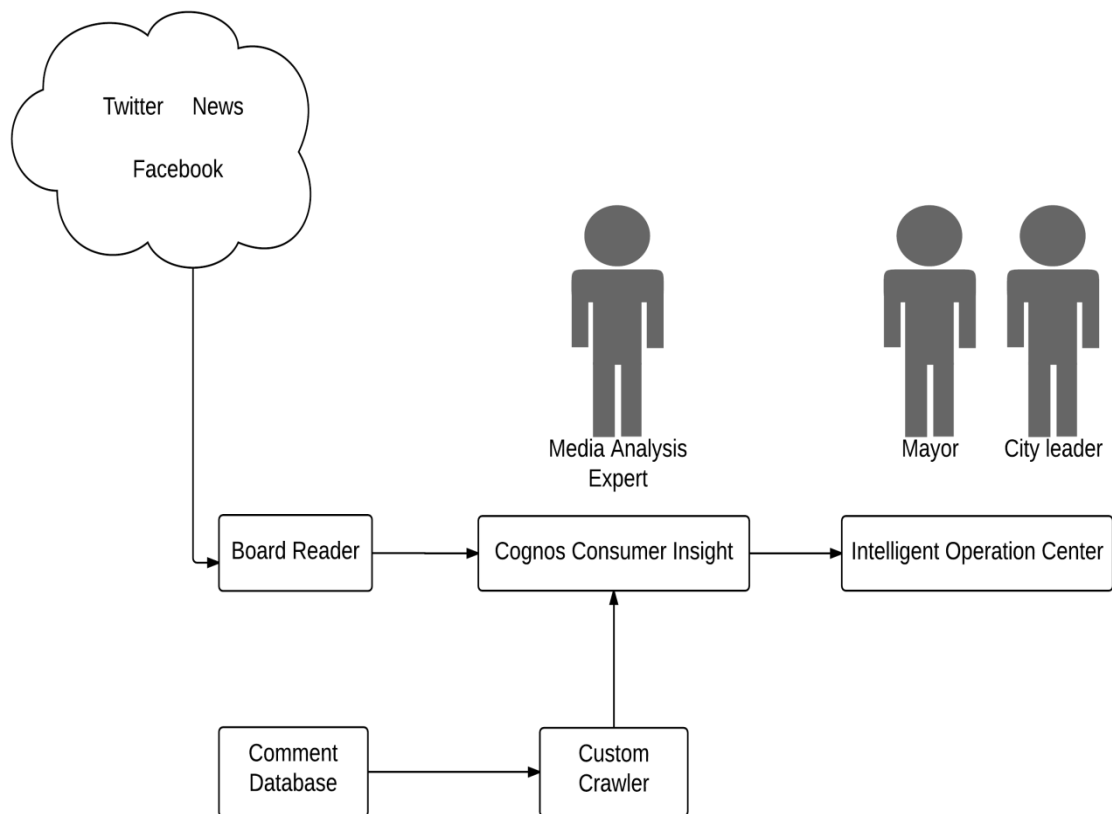 Twitter News
Facebook
Media Analysis
Expert
Mayor
City leader
Board Reader
Cognos Consumer Insight
Intelligent Operation Center
Comment
Database
Custom
Crawler